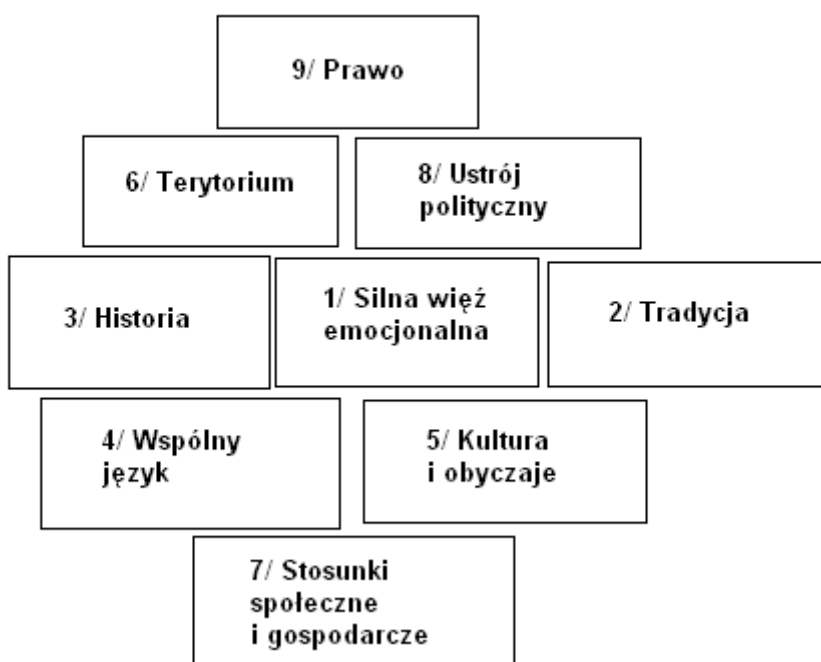 9/ Prawo
6/ Terytorium
8/ Ustrój
polityczny
3/ Historia
1/ Silna więź
emocjonalna
2/ Tradycja
4/ Wspólny
język
5/ Kultura
i obyczaje
7/ Stosunki
społeczne
i gospodarcze